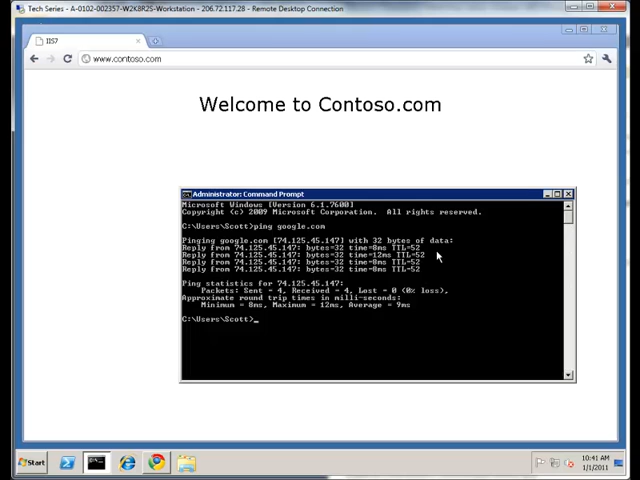 Tech Series - A-0102-002357-W2K8R2S-Workstation - 206.72.117.28 - Remote Desktop Connection
IIS7
www.contoso.com
Welcome to Contoso.com
Administrator: Command Prompt
Microsoft Windows [Version 6.1.7600]
Copyright (c) 2009 Microsoft Corporation. All rights reserved.
C:\Users\Scott>ping google.com
Pinging google.com [74.125.45.147] with 32 bytes of data:
Reply from 74.125.45.147: bytes=32 time=8ms TTL=52
Reply from 74.125.45.147: bytes=32 time=12ms TTL=52
Reply from 74.125.45.147: bytes=32 time=8ms TTL=52
Reply from 74.125.45.147: bytes=32 time=8ms TTL=52
Ping statistics for 74.125.45.147:
Packets: Sent = 4, Received = 4, Lost = 0 (0% loss),
Approximate round trip times in milli-seconds:
Minimum = 8ms, Maximum = 12ms, Average = 9ms
C:\Users\Scott>_
Start
10:41 AM
1/1/2011